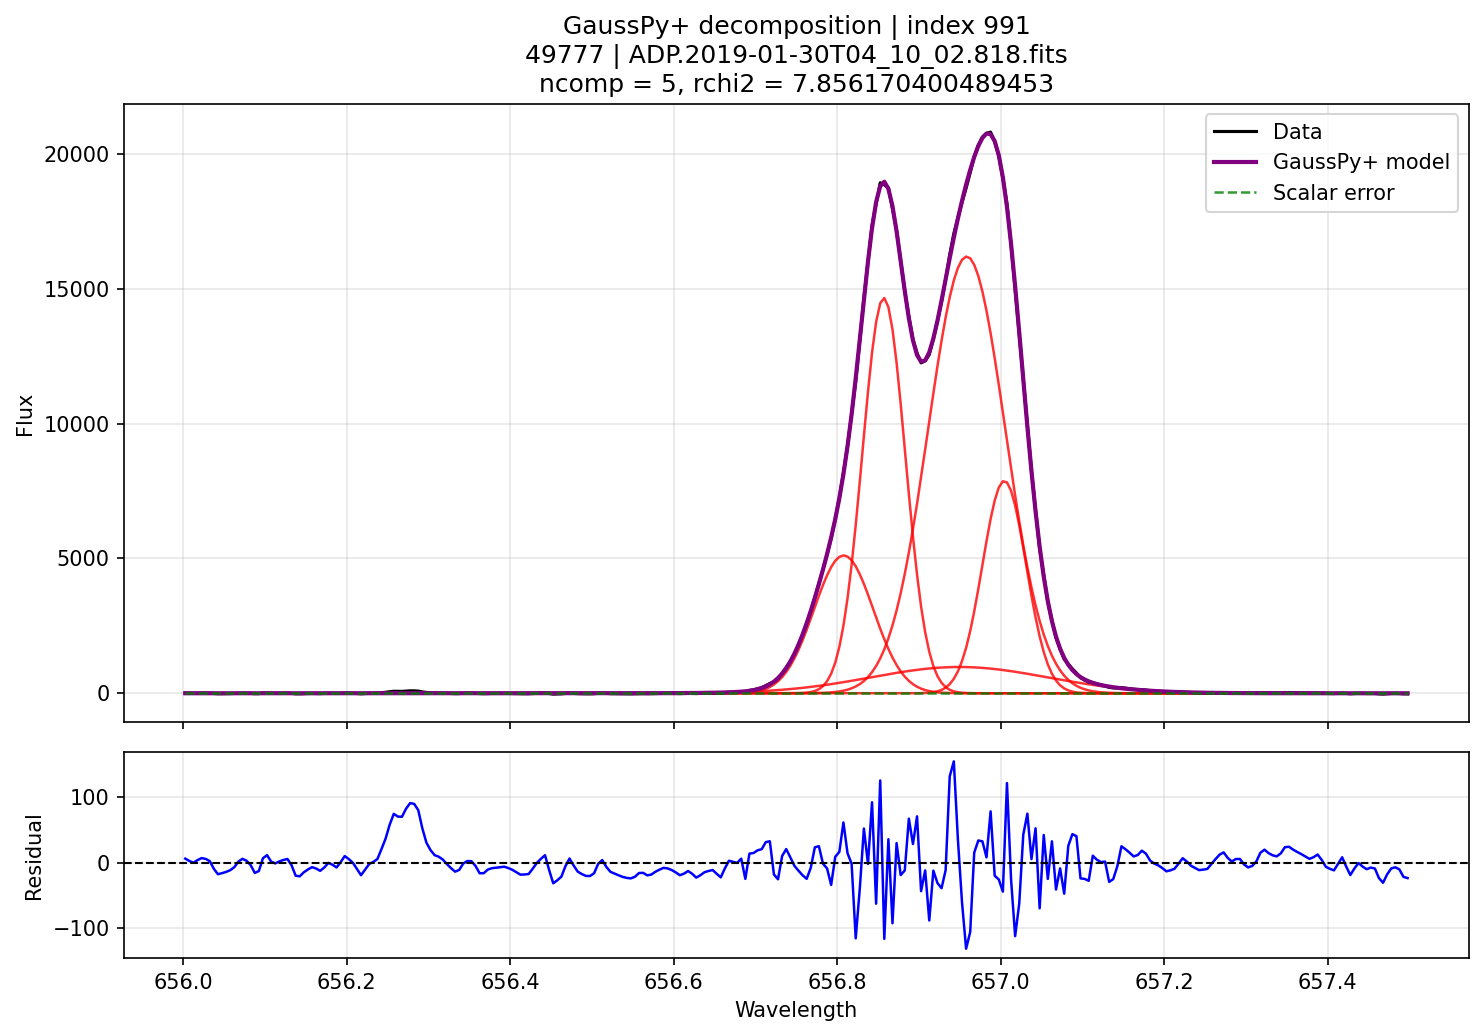 GaussPy+ decomposition | index 991
49777 | ADP.2019-01-30T04_10_02.818.fits
ncomp = 5, rchi2 = 7.856170400489453
Data
GaussPy+ model
Scalar error
Flux
20000
15000
10000
5000
0
Residual
100
0
−100
656.0
656.2
656.4
656.6
656.8
657.0
657.2
657.4
Wavelength